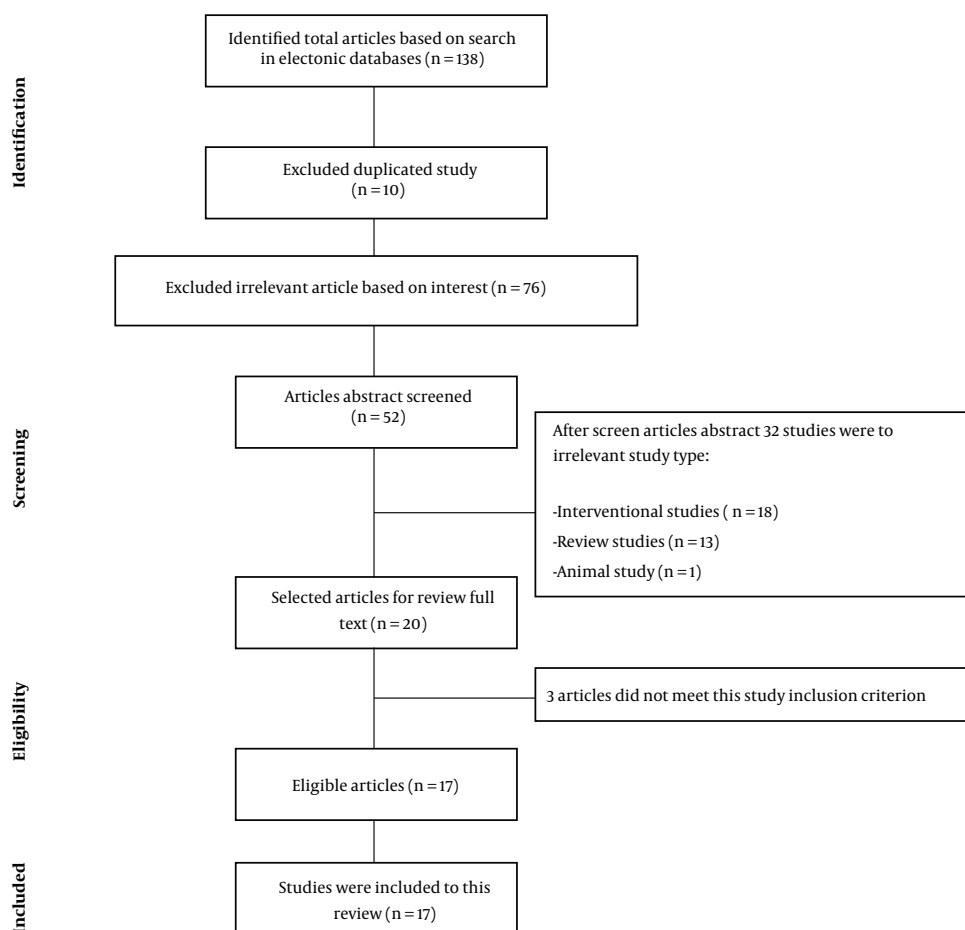 Identification
Identified total articles based on search
in electonic databases (n = 138)
Excluded duplicated study
(n = 10)
Excluded irrelevant article based on interest (n = 76)
Screening
Articles abstract screened
(n = 52)
After screen articles abstract 32 studies were to
irrelevant study type:
-Interventional studies ( n = 18)
-Review studies (n = 13)
-Animal study (n = 1)
Selected articles for review full
text (n = 20)
Eligibility
3 articles did not meet this study inclusion criterion
Eligible articles (n = 17)
Included
Studies were included to this
review (n = 17)